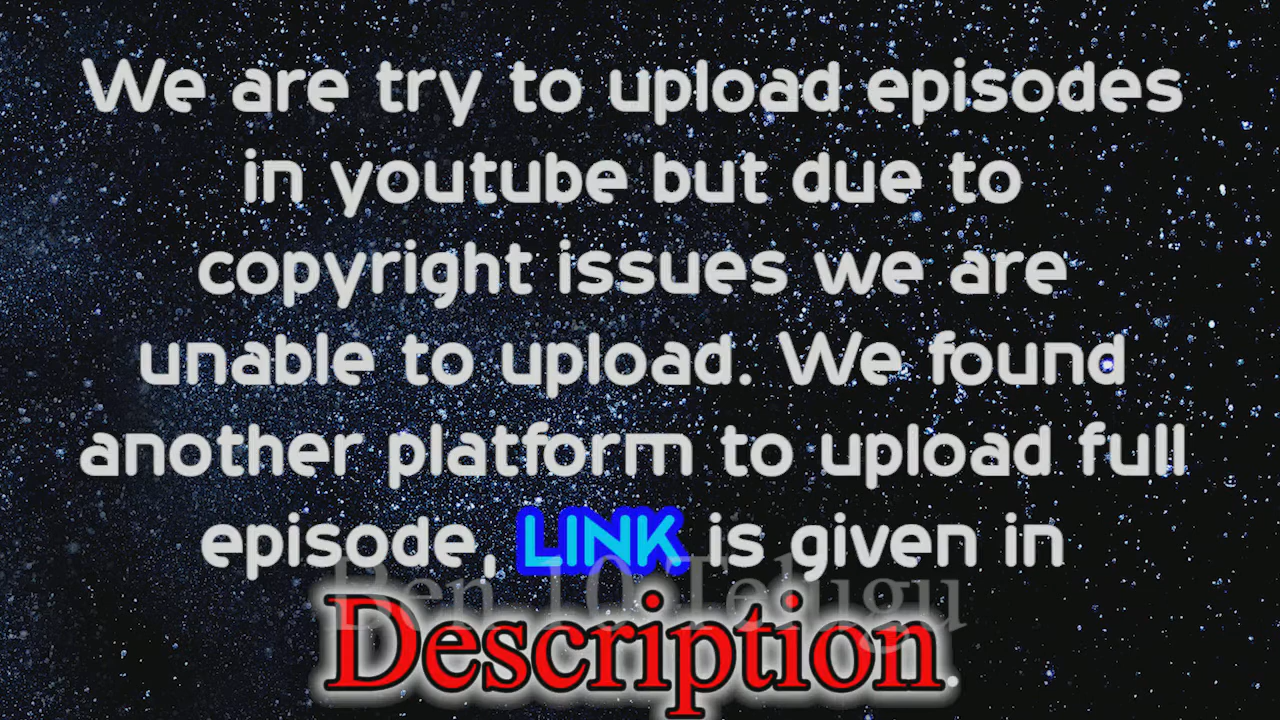 We are try to upload episodes
in youtube but due to
copyright issues we are
unable to upload. We found
another platform to upload full
episode, LINK is given in
Ben 10 Telugu
Description.